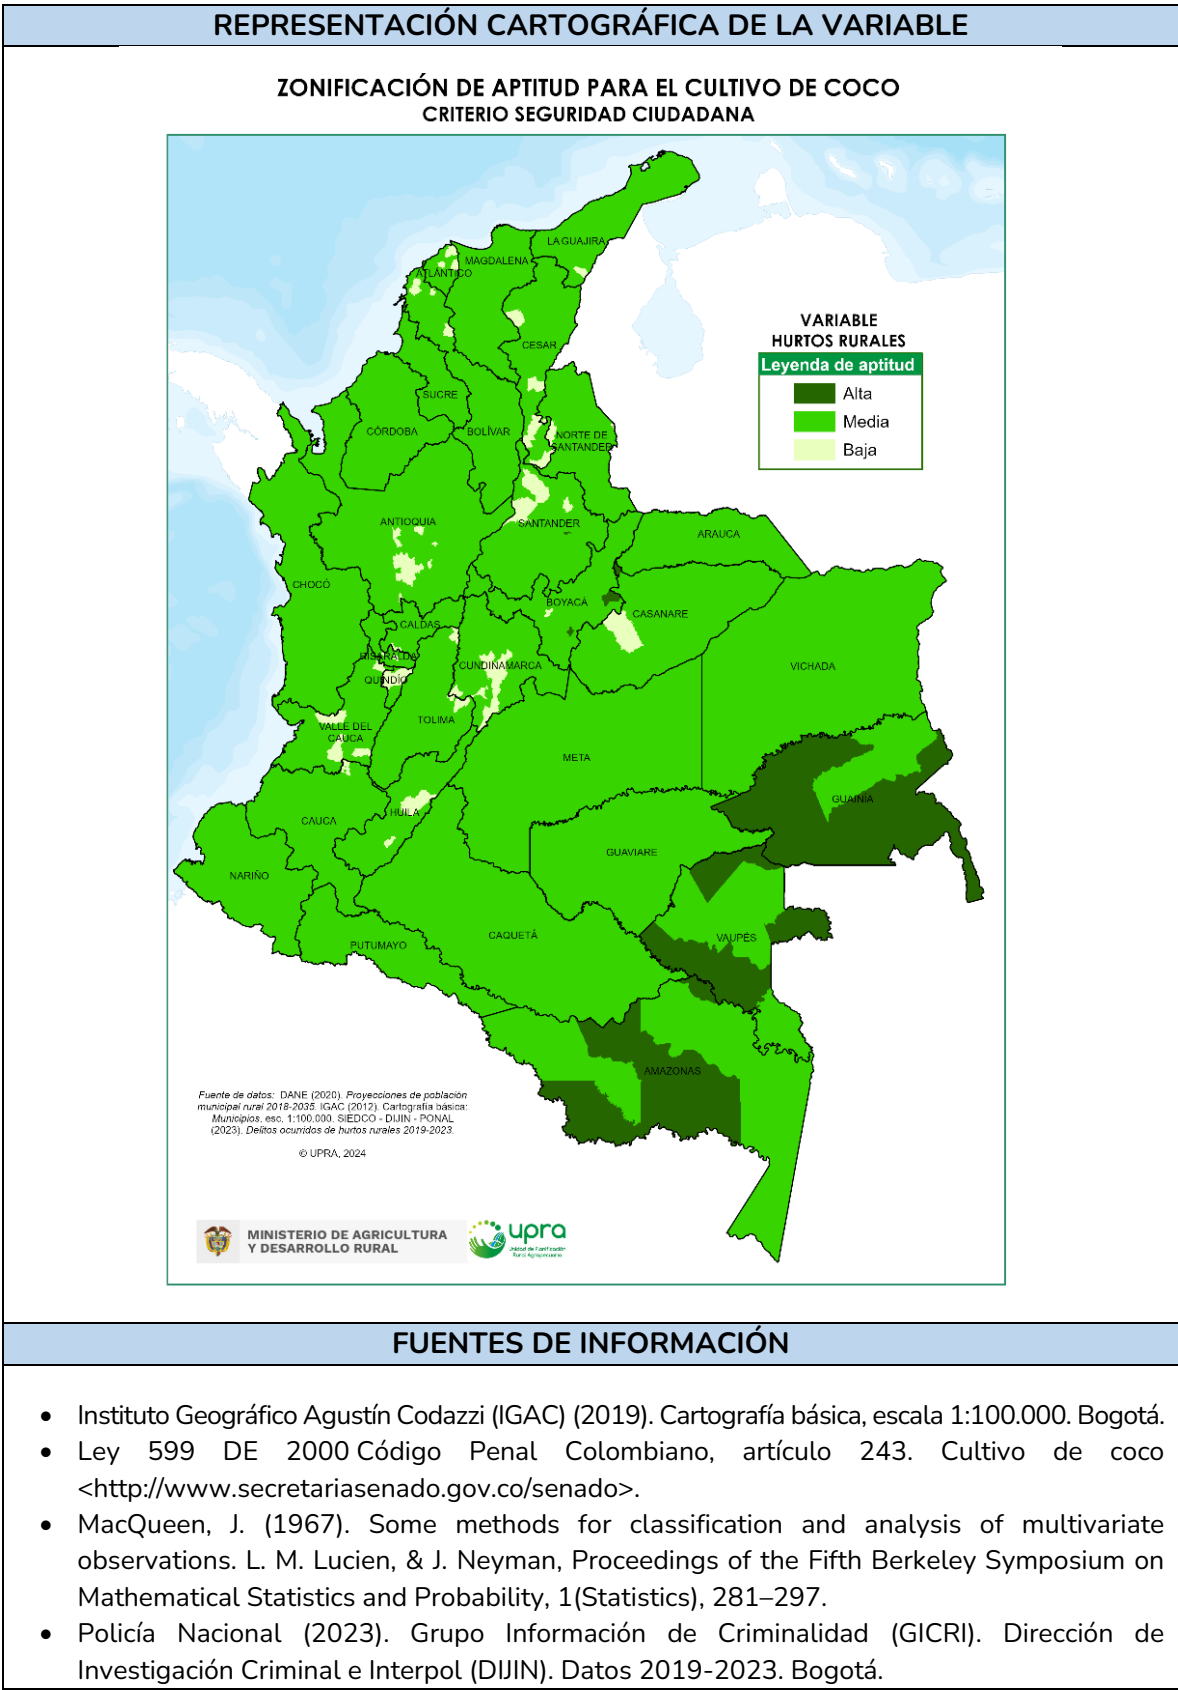 REPRESENTACIÓN CARTOGRÁFICA DE LA VARIABLE
ZONIFICACIÓN DE APTITUD PARA EL CULTIVO DE COCO
CRITERIO SEGURIDAD CIUDADANA
LA GUAJIRA
MAGDALENA
ATLÁNTICO
CESAR
VARIABLE
HURTOS RURALES
Leyenda de aptitud
Alta
Media
Baja
SUCRE
CÓRDOBA
BOLÍVAR
NORTE DE
SANTANDER
ANTIOQUIA
SANTANDER
ARAUCA
CHOCÓ
BOYACÁ
CASANARE
CALDAS
RISARALDA
CUNDINAMARCA
VICHADA
QUINDÍO
TOLIMA
VALLE DEL
CAUCA
META
GUAINÍA
HUILA
CAUCA
GUAVIARE
NARIÑO
CAQUETÁ
VAUPÉS
PUTUMAYO
AMAZONAS
Fuente de datos: DANE (2020). Proyecciones de población
municipal rural 2018-2035. IGAC (2012). Cartografía básica:
Municipios. esc. 1:100.000. SIEDCO - DIJIN - PONAL
(2023). Delitos ocurridos de hurtos rurales 2019-2023.
© UPRA, 2024
MINISTERIO DE AGRICULTURA
Y DESARROLLO RURAL
upra
Unidad de Planificación
Rural Agropecuaria
FUENTES DE INFORMACIÓN
• Instituto Geográfico Agustín Codazzi (IGAC) (2019). Cartografía básica, escala 1:100.000. Bogotá.
• Ley 599 DE 2000 Código Penal Colombiano, artículo 243. Cultivo de coco
<http://www.secretariasenado.gov.co/senado>.
• MacQueen, J. (1967). Some methods for classification and analysis of multivariate
observations. L. M. Lucien, & J. Neyman, Proceedings of the Fifth Berkeley Symposium on
Mathematical Statistics and Probability, 1(Statistics), 281–297.
• Policía Nacional (2023). Grupo Información de Criminalidad (GICRI). Dirección de
Investigación Criminal e Interpol (DIJIN). Datos 2019-2023. Bogotá.